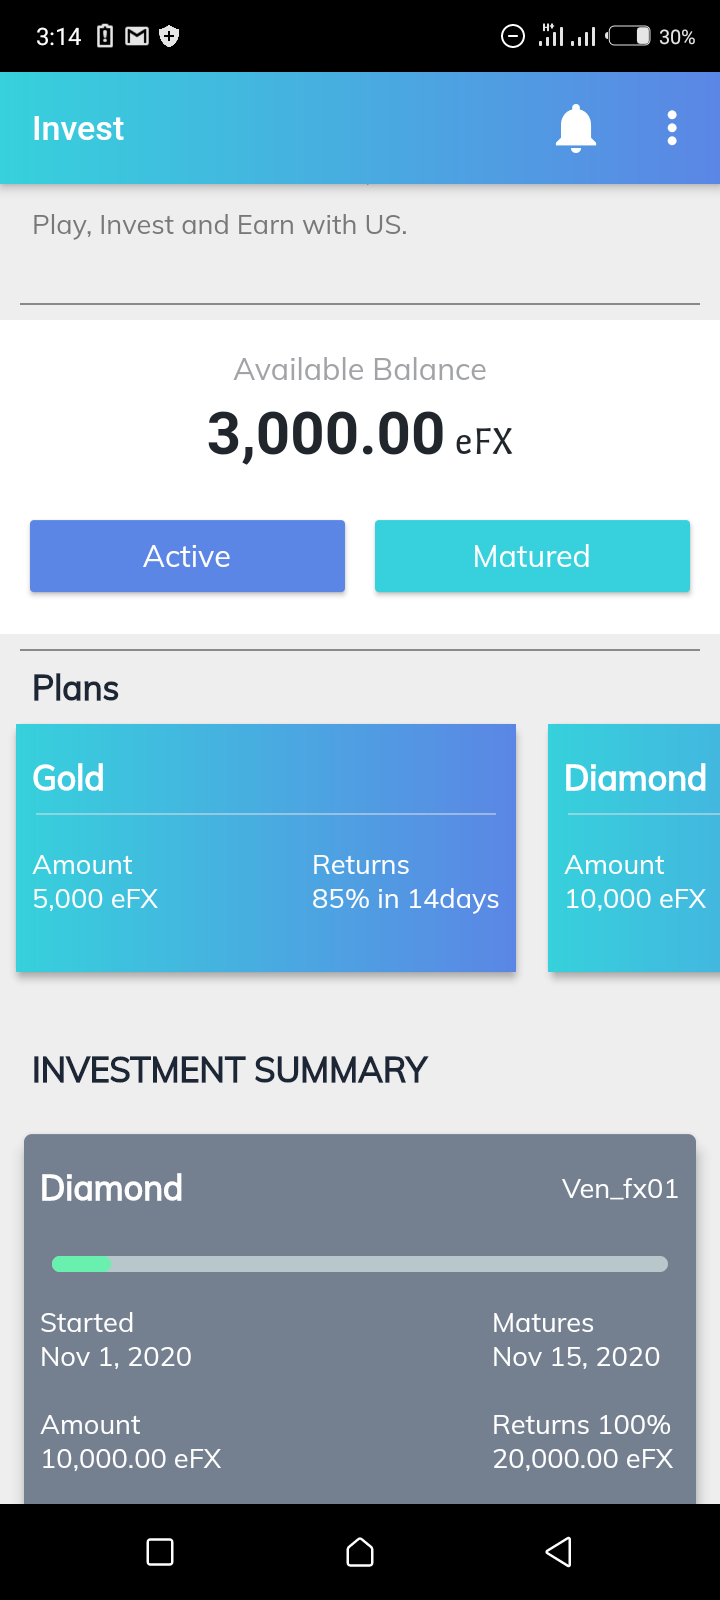 3:14
H+
30%
Invest
Play, Invest and Earn with US.
Available Balance
3,000.00 eFX
Active
Matured
Plans
Gold
Amount
5,000 eFX
Returns
85% in 14days
Diamond
Amount
10,000 eFX
INVESTMENT SUMMARY
Diamond
Ven_fx01
Started
Nov 1, 2020
Matures
Nov 15, 2020
Amount
10,000.00 eFX
Returns 100%
20,000.00 eFX